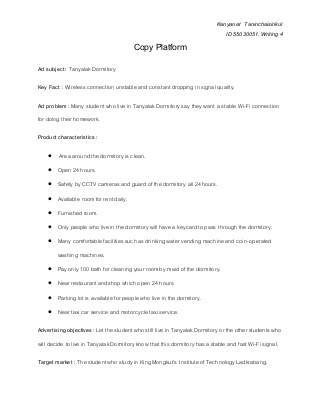 Kanyanat Taninchaisinkul
ID 55030051, Writing 4
Copy Platform
Ad subject: Tanyalak Dormitory
Key Fact : Wireless connection unstable and constant dropping in signal quality.
Ad problem : Many student who live in Tanyalak Dormitory say they want a stable Wi-Fi connection
for doing their homework.
Product characteristics :
● Area around the dormitory is clean.
● Open 24 hours.
● Safety by CCTV cameras and guard of the dormitory all 24 hours.
● Available room for rent daily.
● Furnished room.
● Only people who live in the dormitory will have a keycard to pass through the dormitory.
● Many comfortable facilities such as drinking water vending machine and coin-operated
washing machines.
● Pay only 100 bath for cleaning your room by maid of the dormitory.
● Near restaurant and shop which open 24 hours.
● Parking lot is available for people who live in the dormitory.
● Near taxi car service and motorcycle taxi service.
Advertising objectives : Let the student who still live in Tanyalak Dormitory or the other students who
will decide to live in Tanyalak Dormitory know that this dormitory has a stable and fast Wi-Fi signal.
Target market : The student who study in King Mongkut's Institute of Technology Ladkrabang.